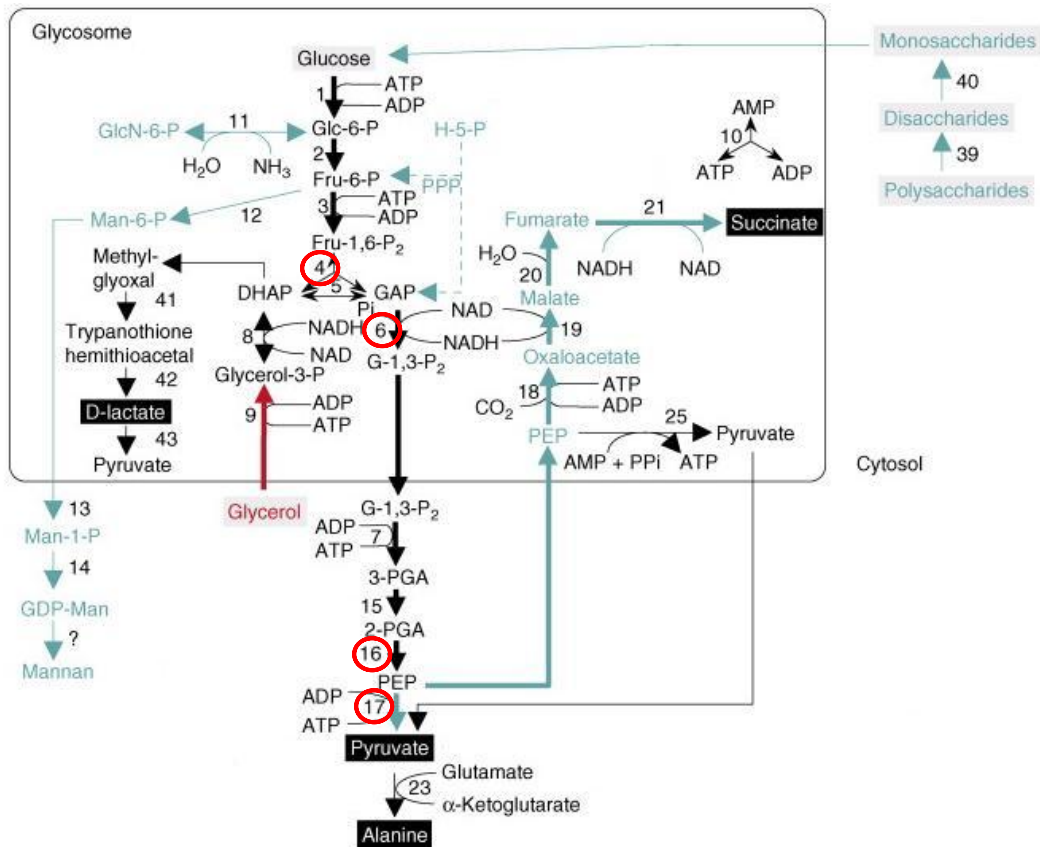 Glycosome
Monosaccharides
Glucose
1
ATP
ADP
40
Disaccharides
39
Polysaccharides
GlcN-6-P
11
H2O
NH3
Glc-6-P
H-5-P
AMP
10
ATP
ADP
2
Fru-6-P
PPP
Man-6-P
12
3
ATP
ADP
Fumarate
21
Succinate
NADH
NAD
Fru-1,6-P2
4
5
H2O
20
Methyl-
glyoxal
DHAP
GAP
Pi
Malate
41
8
NADH
NAD
6
NAD
NADH
19
Trypanothione
hemithioacetal
G-1,3-P2
Oxaloacetate
Glycerol-3-P
42
18
ATP
ADP
CO2
D-lactate
9
ADP
ATP
43
Pyruvate
PEP
25
Pyruvate
AMP + PPi
ATP
Cytosol
Glycerol
13
G-1,3-P2
Man-1-P
ADP
ATP
7
14
3-PGA
GDP-Man
15
2-PGA
?
16
Mannan
PEP
ADP
ATP
17
Pyruvate
Glutamate
23
α-Ketoglutarate
Alanine